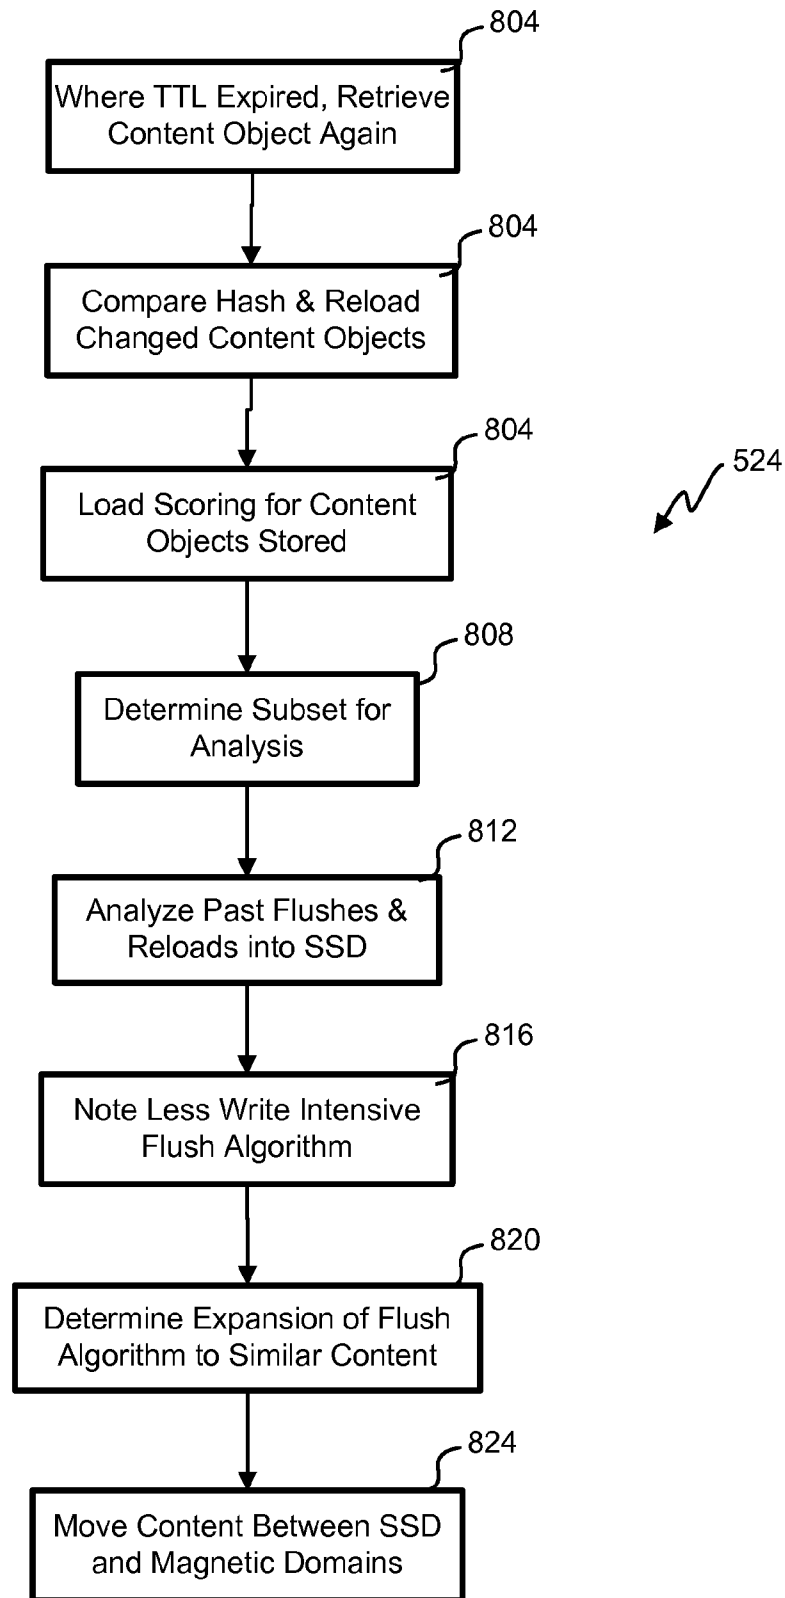 804
Where TTL Expired, Retrieve
Content Object Again
804
Compare Hash & Reload
Changed Content Objects
804
Load Scoring for Content
Objects Stored
524
808
Determine Subset for
Analysis
812
Analyze Past Flushes &
Reloads into SSD
816
Note Less Write Intensive
Flush Algorithm
820
Determine Expansion of Flush
Algorithm to Similar Content
824
Move Content Between SSD
and Magnetic Domains